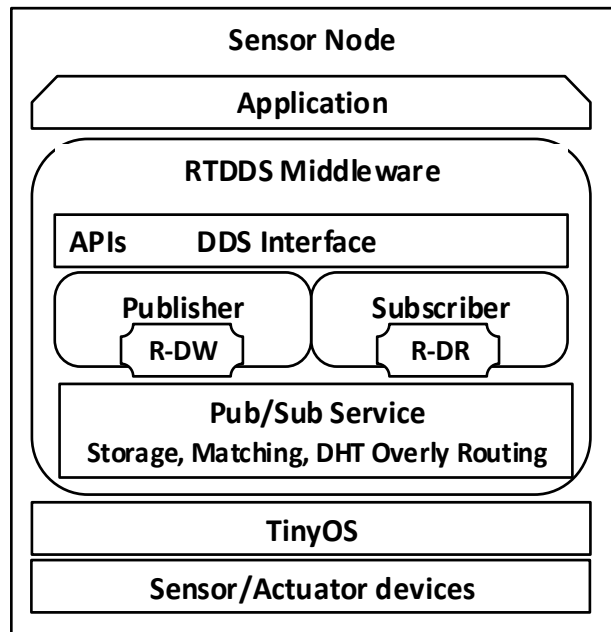 Sensor Node
Application
RTDDS Middleware
APIs DDS Interface
Publisher Subscriber
R-DW R-DR
Pub/Sub Service
Storage, Matching, DHT Overly Routing
TinyOS
Sensor/Actuator devices